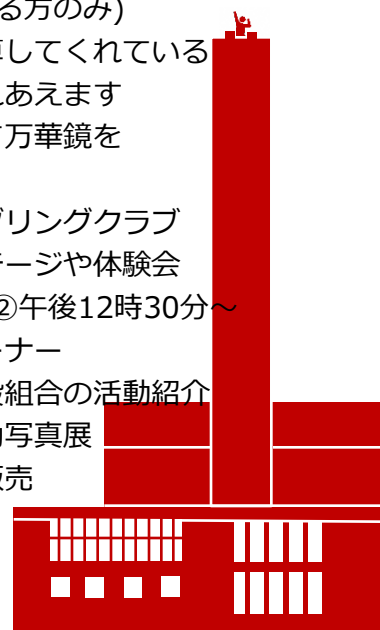 る方のみ)
してくれている
あえます
万華鏡を
リングクラブ
ージや体験会
②午後12時30分～
ナー
組合の活動紹介
写真展
売